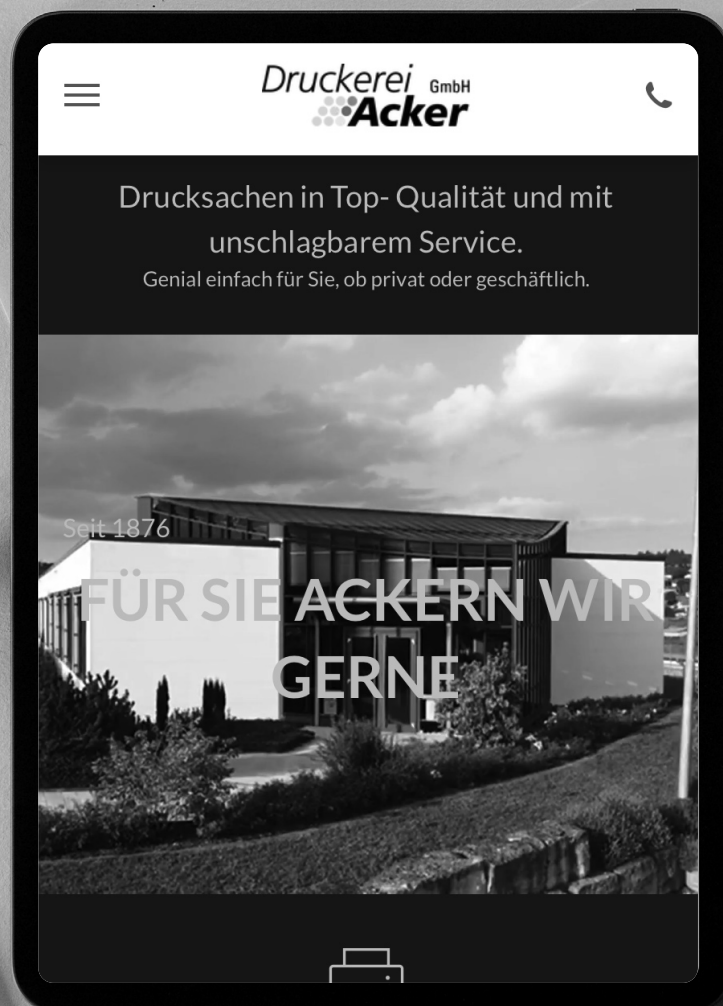 Druckerei GmbH
Acker
Drucksachen in Top- Qualität und mit
unschlagbarem Service.
Genial einfach für Sie, ob privat oder geschäftlich.
Seit 1876
FÜR SIE ACKERN WIR
GERNE